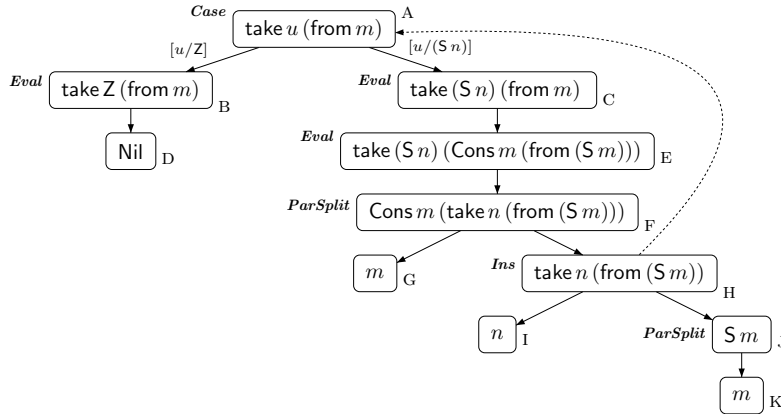 Case
take u (from m)
A
[u/Z]
[u/(S n)]
Eval
take Z (from m)
B
Eval
take (S n) (from m)
C
Nil
D
Eval
take (S n) (Cons m (from (S m)))
E
ParSplit
Cons m (take n (from (S m)))
F
m
G
Ins
take n (from (S m))
H
n
I
ParSplit
S m
J
m
K